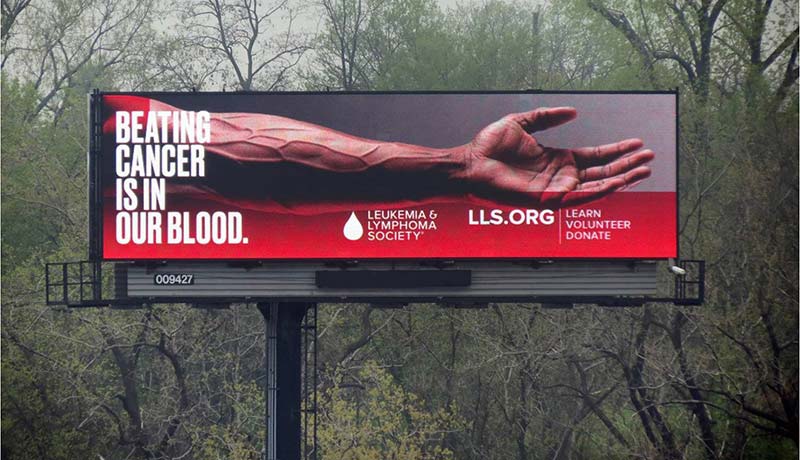 BEATING
CANCER
IS IN
OUR BLOOD.
LEUKEMIA &
LYMPHOMA
SOCIETY®
LLS.ORG
LEARN
VOLUNTEER
DONATE
009427